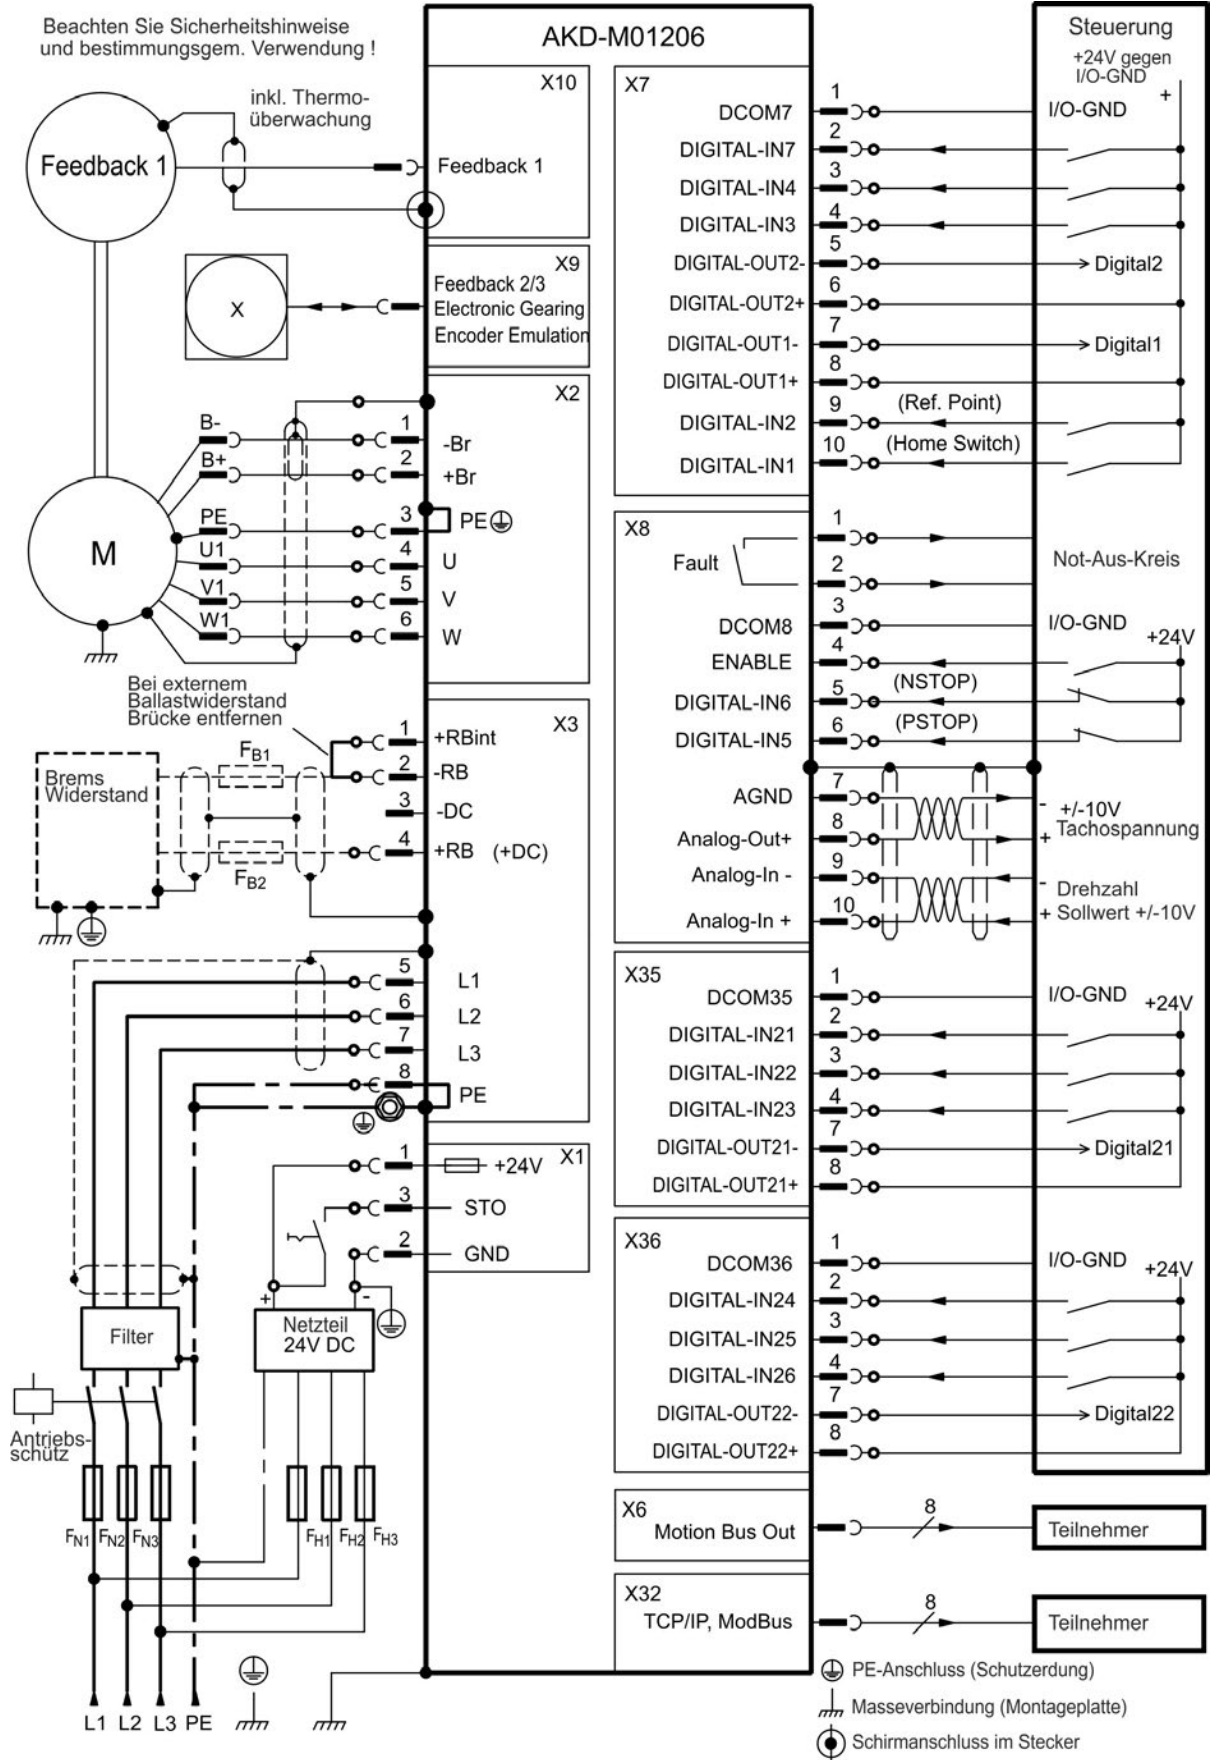 Beachten Sie Sicherheitshinweise
und bestimmungsgem. Verwendung !
AKD-M01206
Steuerung
+24V gegen
I/O-GND
+
inkl. Thermo-
überwachung
Feedback 1
X10
Feedback 1
X
X9
Feedback 2/3
Electronic Gearing
Encoder Emulation
X2
B-
1
-Br
B+
2
+Br
PE
3
PE
M
U1
4
U
V1
5
V
W1
6
W
Bei externem
Ballastwiderstand
Brücke entfernen
X3
Brems
Widerstand
FB1
FB2
1
+RBint
2
-RB
3
-DC
4
+RB (+DC)
5
L1
6
L2
7
L3
8
PE
X1
1
+24V
3
STO
2
GND
+
-
Netzteil
24V DC
Filter
Antriebs-
schütz
FN1
FN2
FN3
FH1
FH2
FH3
L1 L2 L3 PE
X7
DCOM7
1
I/O-GND
DIGITAL-IN7
2
DIGITAL-IN4
3
DIGITAL-IN3
4
DIGITAL-OUT2-
5
Digital2
DIGITAL-OUT2+
6
DIGITAL-OUT1-
7
Digital1
DIGITAL-OUT1+
8
DIGITAL-IN2
9
(Ref. Point)
DIGITAL-IN1
10
(Home Switch)
X8
Fault
1
2
Not-Aus-Kreis
DCOM8
3
I/O-GND
+24V
ENABLE
4
DIGITAL-IN6
5
(NSTOP)
DIGITAL-IN5
6
(PSTOP)
AGND
7
-
Analog-Out+
8
+
+/-10V
Tachospannung
Analog-In -
9
-
Analog-In +
10
+
Drehzahl
Sollwert +/-10V
X35
DCOM35
1
I/O-GND
+24V
DIGITAL-IN21
2
DIGITAL-IN22
3
DIGITAL-IN23
4
DIGITAL-OUT21-
7
Digital21
DIGITAL-OUT21+
8
X36
DCOM36
1
I/O-GND
+24V
DIGITAL-IN24
2
DIGITAL-IN25
3
DIGITAL-IN26
4
DIGITAL-OUT22-
7
Digital22
DIGITAL-OUT22+
8
X6
Motion Bus Out
8
Teilnehmer
X32
TCP/IP, ModBus
8
Teilnehmer
PE-Anschluss (Schutzerdung)
Masseverbindung (Montageplatte)
Schirmanschluss im Stecker